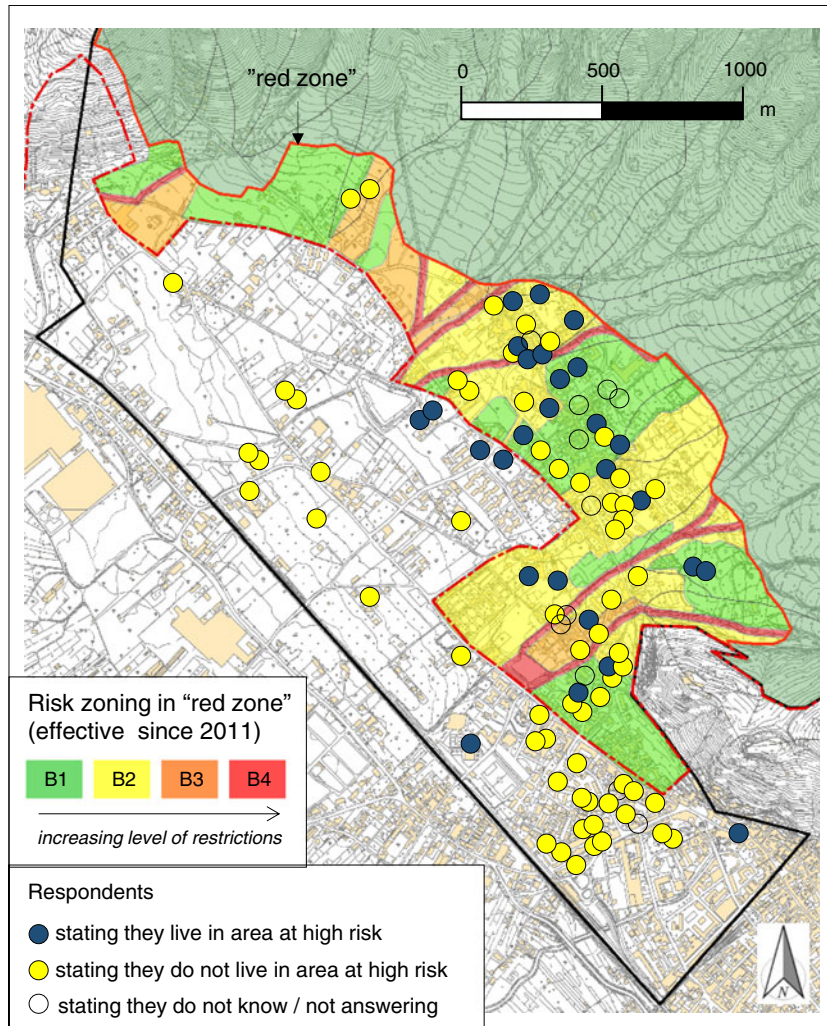 0 500 1000
m
"red zone"
Risk zoning in "red zone"
(effective since 2011)
B1 B2 B3 B4
increasing level of restrictions
Respondents
stating they live in area at high risk
stating they do not live in area at high risk
stating they do not know / not answering
N